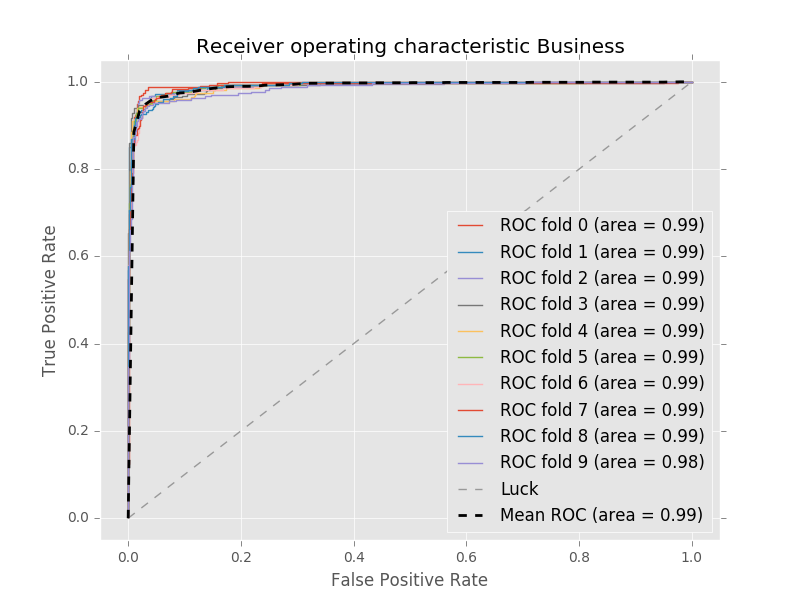 Receiver operating characteristic Business
1.0
0.8
0.6
0.4
0.2
0.0
True Positive Rate
ROC fold 0 (area = 0.99)
ROC fold 1 (area = 0.99)
ROC fold 2 (area = 0.99)
ROC fold 3 (area = 0.99)
ROC fold 4 (area = 0.99)
ROC fold 5 (area = 0.99)
ROC fold 6 (area = 0.99)
ROC fold 7 (area = 0.99)
ROC fold 8 (area = 0.99)
ROC fold 9 (area = 0.98)
Luck
Mean ROC (area = 0.99)
0.0 0.2 0.4 0.6 0.8 1.0
False Positive Rate